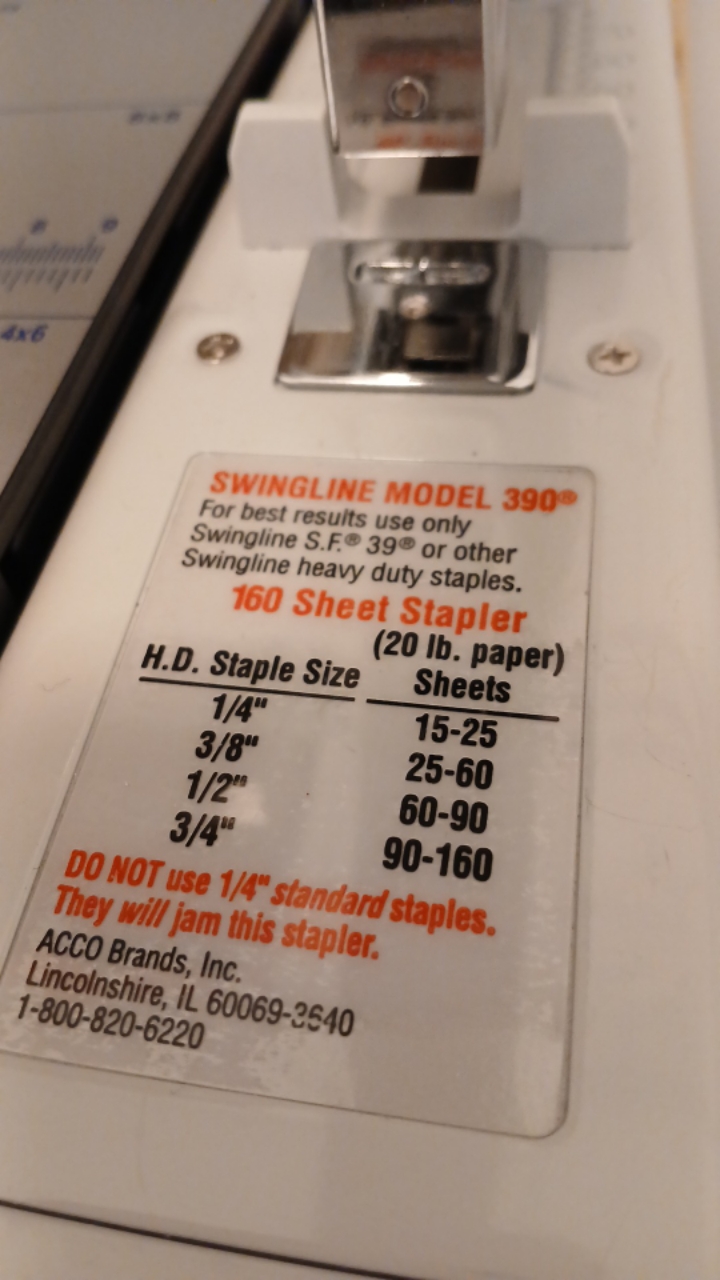 4x6
SWINGLINE MODEL 390®
For best results use only
Swingline S.F.® 39® or other
Swingline heavy duty staples.
160 Sheet Stapler
(20 lb. paper)
H.D. Staple Size Sheets
1/4" 15-25
3/8" 25-60
1/2" 60-90
3/4" 90-160
DO NOT use 1/4" standard staples.
They will jam this stapler.
ACCO Brands, Inc.
Lincolnshire, IL 60069-3640
1-800-820-6220